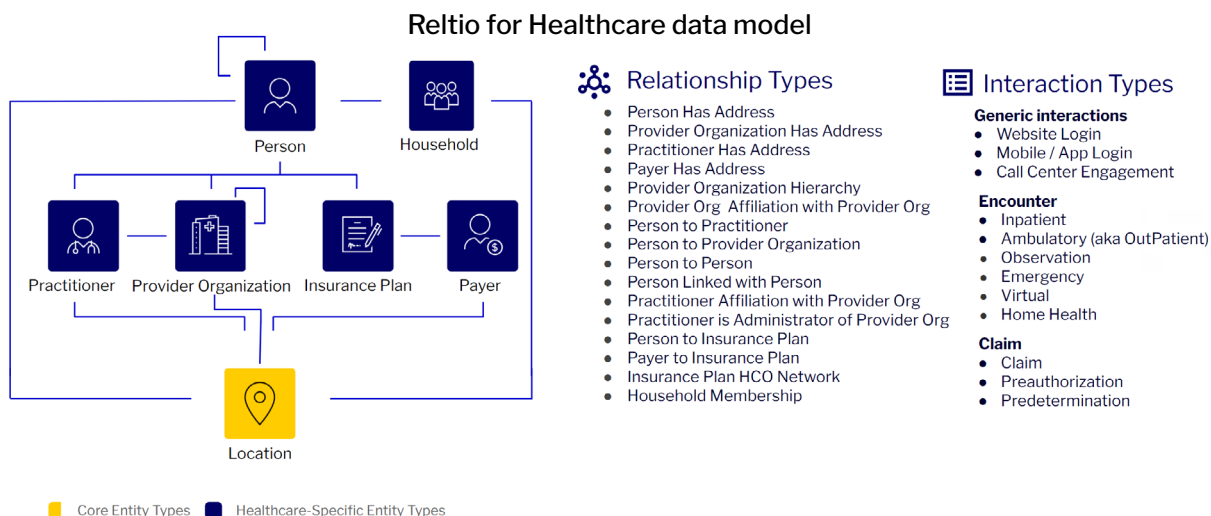 Reltio for Healthcare data model
Person
Household
Practitioner
Provider Organization
Insurance Plan
Payer
Location
Core Entity Types
Healthcare-Specific Entity Types
Relationship Types
Person Has Address
Provider Organization Has Address
Practitioner Has Address
Payer Has Address
Provider Organization Hierarchy
Provider Org Affiliation with Provider Org
Person to Practitioner
Person to Provider Organization
Person to Person
Person Linked with Person
Practitioner Affiliation with Provider Org
Practitioner is Administrator of Provider Org
Person to Insurance Plan
Payer to Insurance Plan
Insurance Plan HCO Network
Household Membership
Interaction Types
Generic interactions
Website Login
Mobile / App Login
Call Center Engagement
Encounter
Inpatient
Ambulatory (aka OutPatient)
Observation
Emergency
Virtual
Home Health
Claim
Claim
Preauthorization
Predetermination